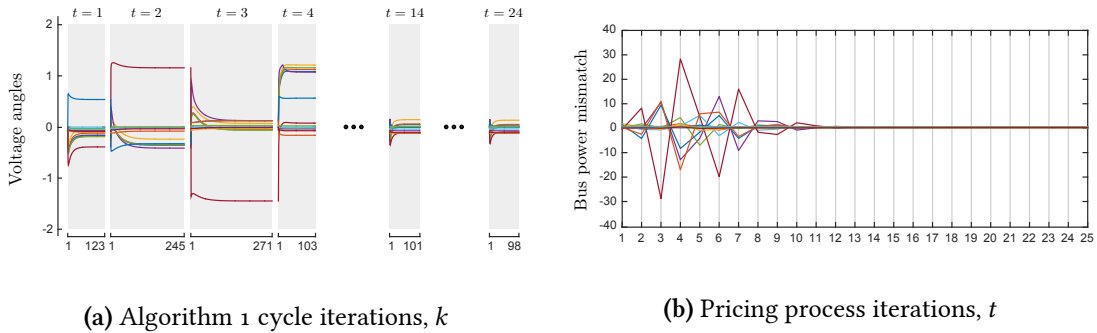 t = 1 t = 2 t = 3 t = 4 t = 14 t = 24
Voltage angles
2
1
0
-1
-2
1 123 1 245 1 271 1 103 1 101 1 98
(a) Algorithm 1 cycle iterations, k
Bus power mismatch
40
30
20
10
0
-10
-20
-30
-40
1 2 3 4 5 6 7 8 9 10 11 12 13 14 15 16 17 18 19 20 21 22 23 24 25
(b) Pricing process iterations, t